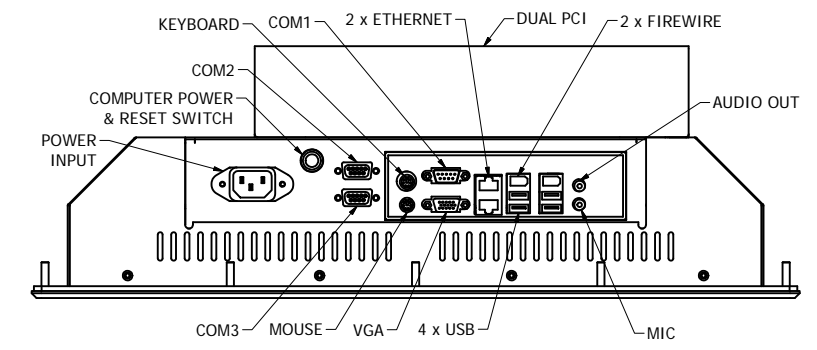 KEYBOARD
COM1
2 x ETHERNET
DUAL PCI
2 x FIREWIRE
COM2
COMPUTER POWER
& RESET SWITCH
AUDIO OUT
POWER
INPUT
COM3
MOUSE
VGA
4 x USB
MIC